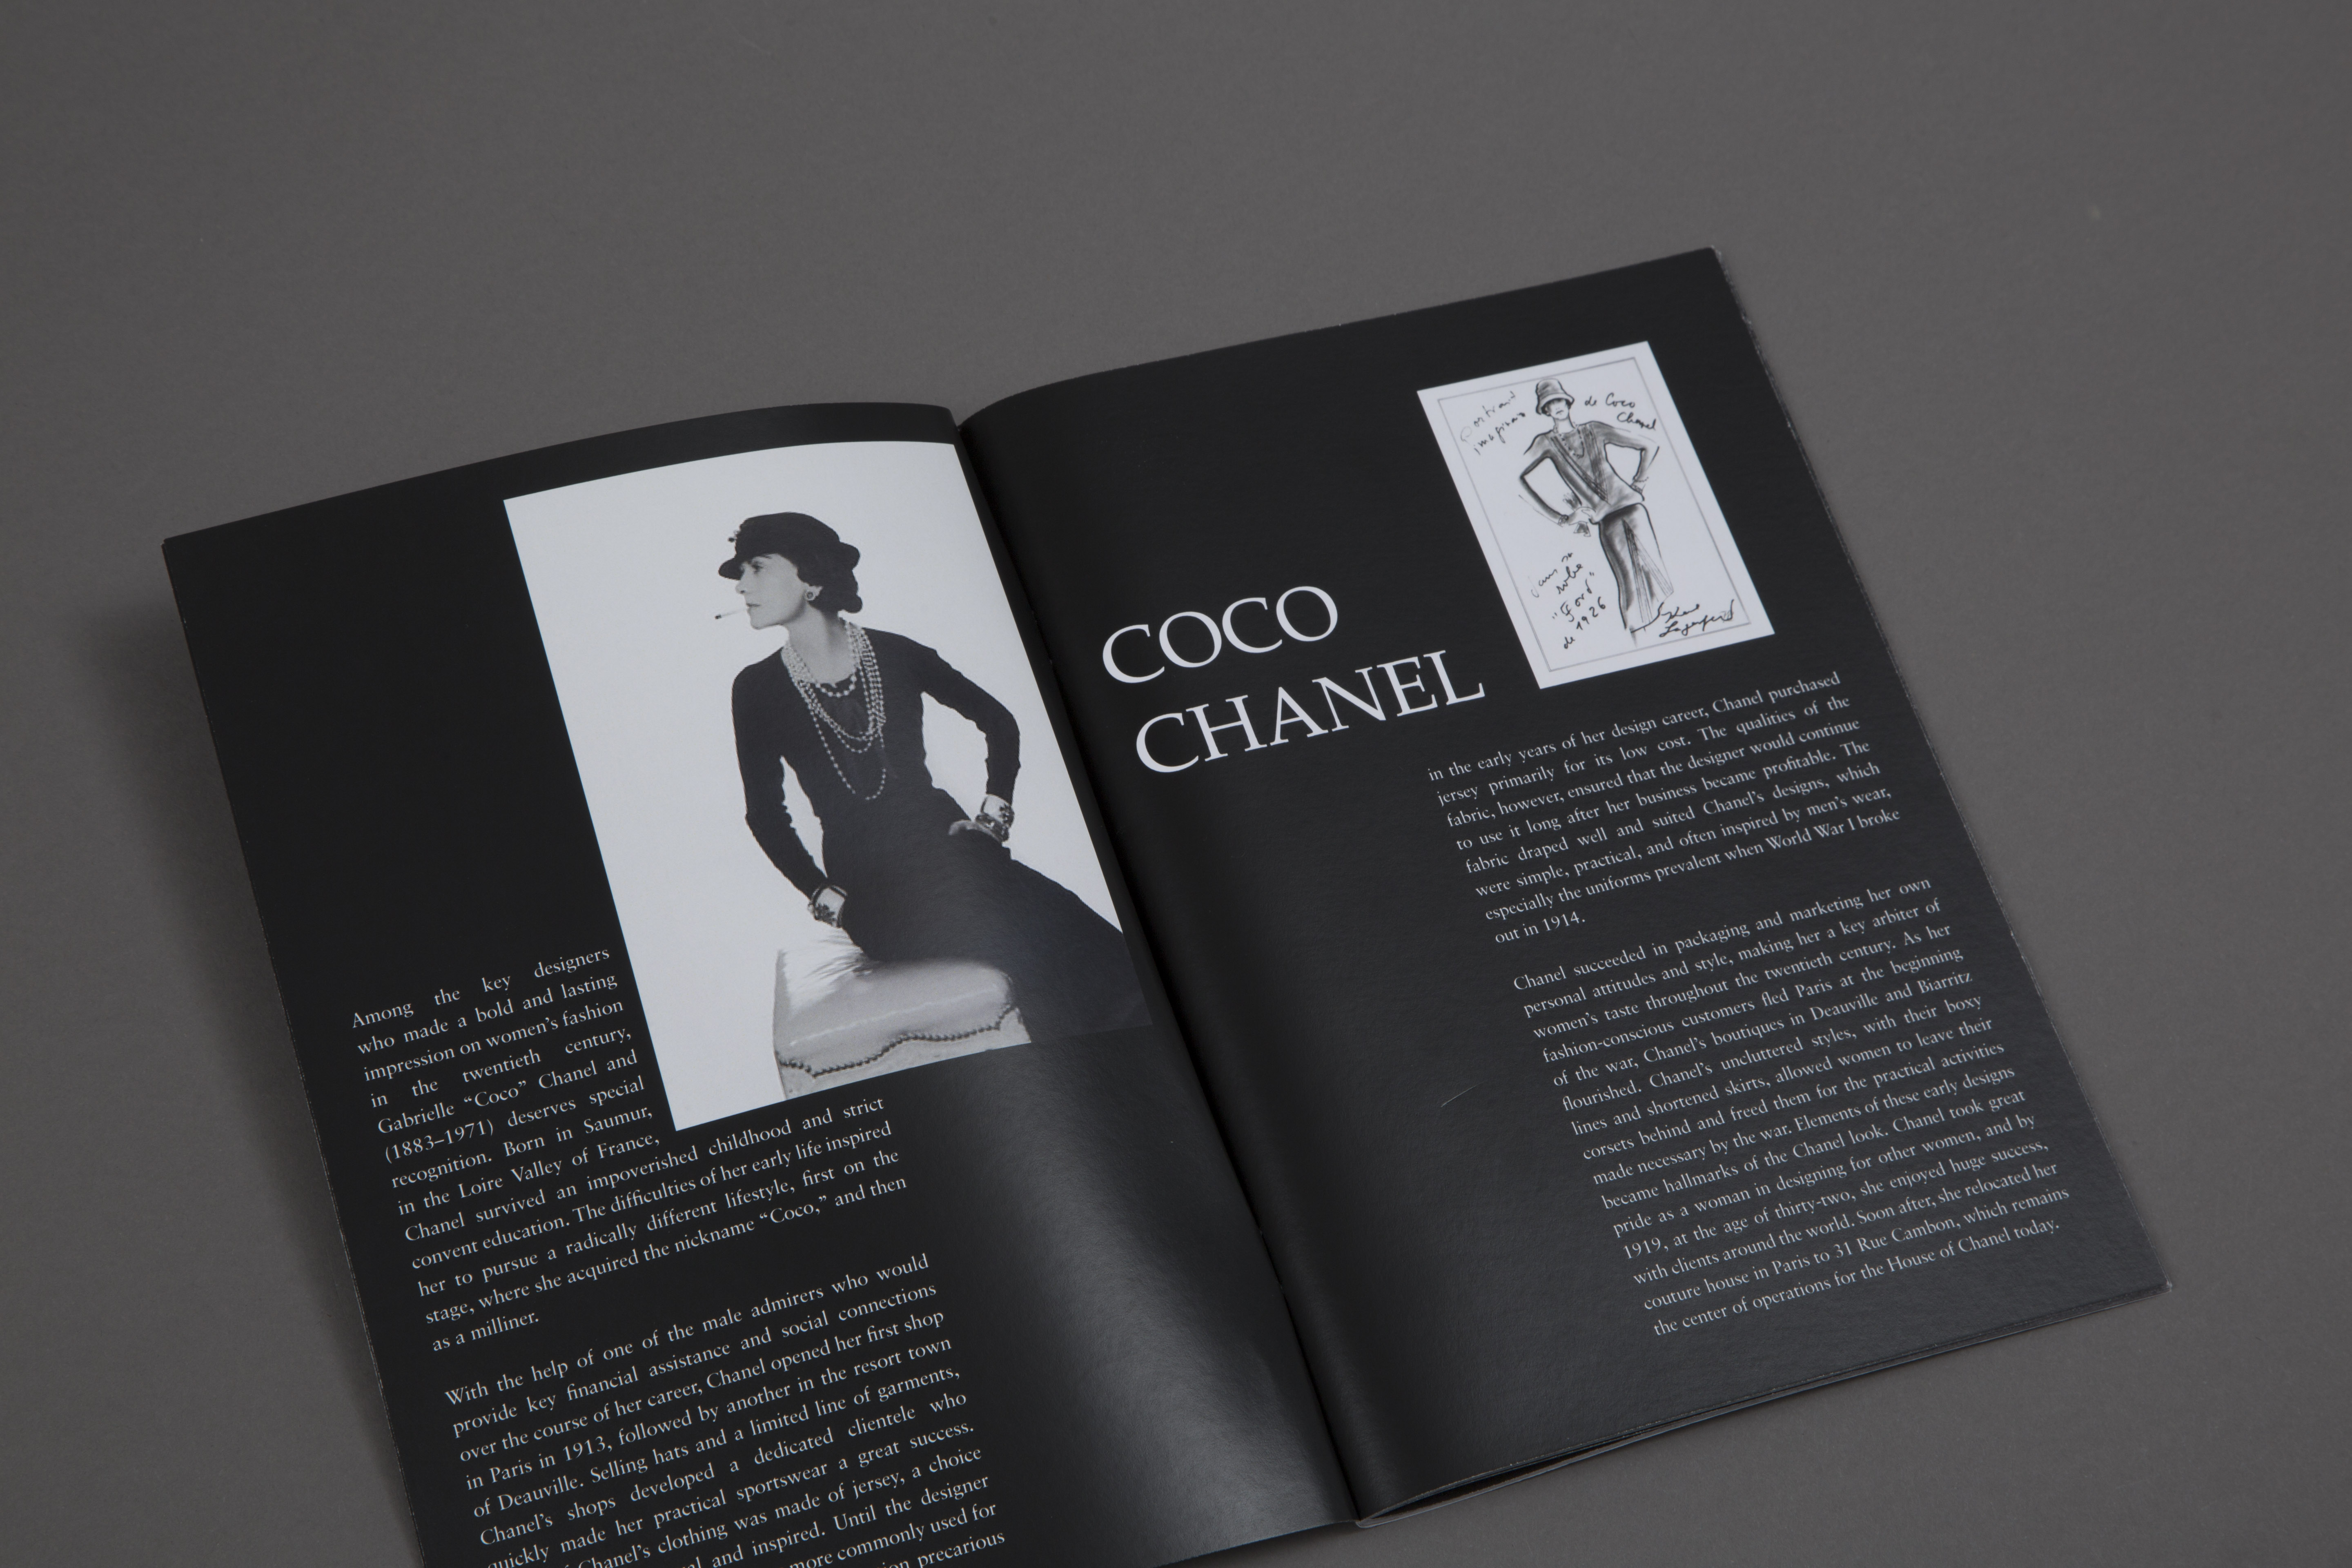 Among the key designers
who made a bold and lasting
impression on women's fashion
in the twentieth century,
Gabrielle “Coco” Chanel and
(1883–1971) deserves special
recognition. Born in Saumur,
in the Loire Valley of France,
Chanel survived an impoverished childhood and strict
convent education. The difficulties of her early life inspired
her to pursue a radically different lifestyle, first on the
stage, where she acquired the nickname “Coco,” and then
as a milliner.
With the help of one of the male admirers who would
provide key financial assistance and social connections
over the course of her career, Chanel opened her first shop
in Paris in 1913, followed by another in the resort town
of Deauville. Selling hats and a limited line of garments,
Chanel's shops developed a dedicated clientele who
quickly made her practical sportswear a great success.
Chanel's clothing was made of jersey, a choice
and inspired. Until the designer
more commonly used for
precarious
COCO
CHANEL
de Coco
Chanel
robe
"Ford"
de 1926
in the early years of her design career, Chanel purchased
jersey primarily for its low cost. The qualities of the
fabric, however, ensured that the designer would continue
to use it long after her business became profitable. The
fabric draped well and suited Chanel's designs, which
were simple, practical, and often inspired by men's wear,
especially the uniforms prevalent when World War I broke
out in 1914.
Chanel succeeded in packaging and marketing her own
personal attitudes and style, making her a key arbiter of
women's taste throughout the twentieth century. As her
fashion-conscious customers fled Paris at the beginning
of the war, Chanel's boutiques in Deauville and Biarritz
flourished. Chanel's uncluttered styles, with their boxy
lines and shortened skirts, allowed women to leave their
corsets behind and freed them for the practical activities
made necessary by the war. Elements of these early designs
became hallmarks of the Chanel look. Chanel took great
pride as a woman in designing for other women, and by
1919, at the age of thirty-two, she enjoyed huge success,
with clients around the world. Soon after, she relocated her
couture house in Paris to 31 Rue Cambon, which remains
the center of operations for the House of Chanel today.